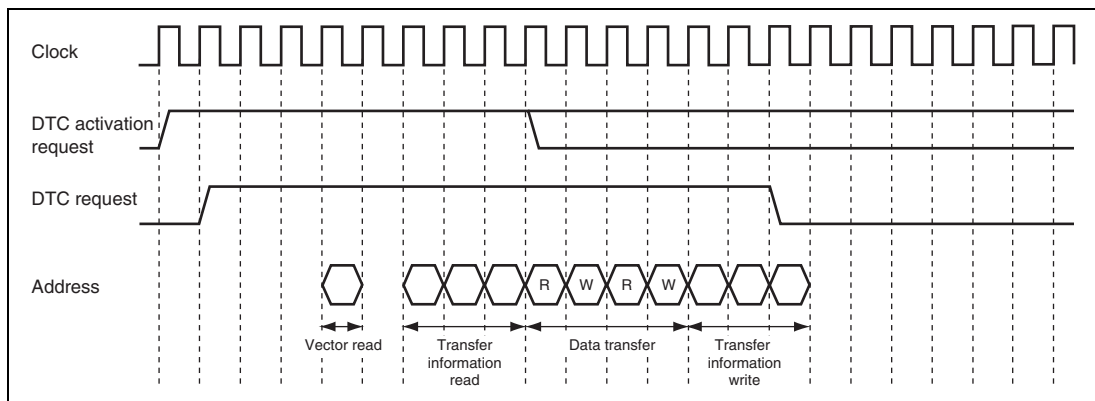 Clock
DTC activation
request
DTC request
Address
R W R W
Vector read
Transfer
information
read
Data transfer
Transfer
information
write